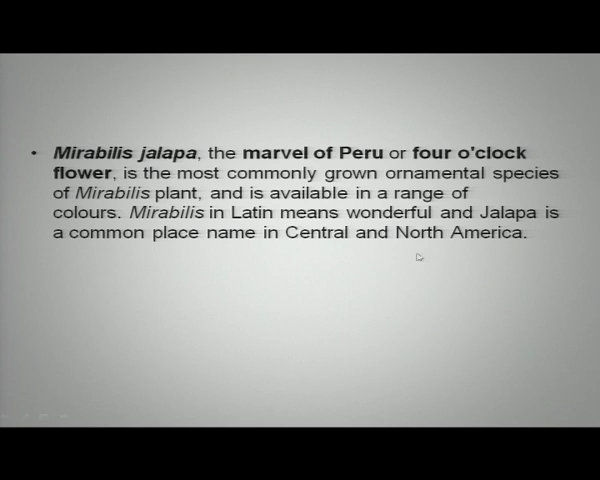 • Mirabilis jalapa, the marvel of Peru or four o'clock
flower, is the most commonly grown ornamental species
of Mirabilis plant, and is available in a range of
colours. Mirabilis in Latin means wonderful and Jalapa is
a common place name in Central and North America.